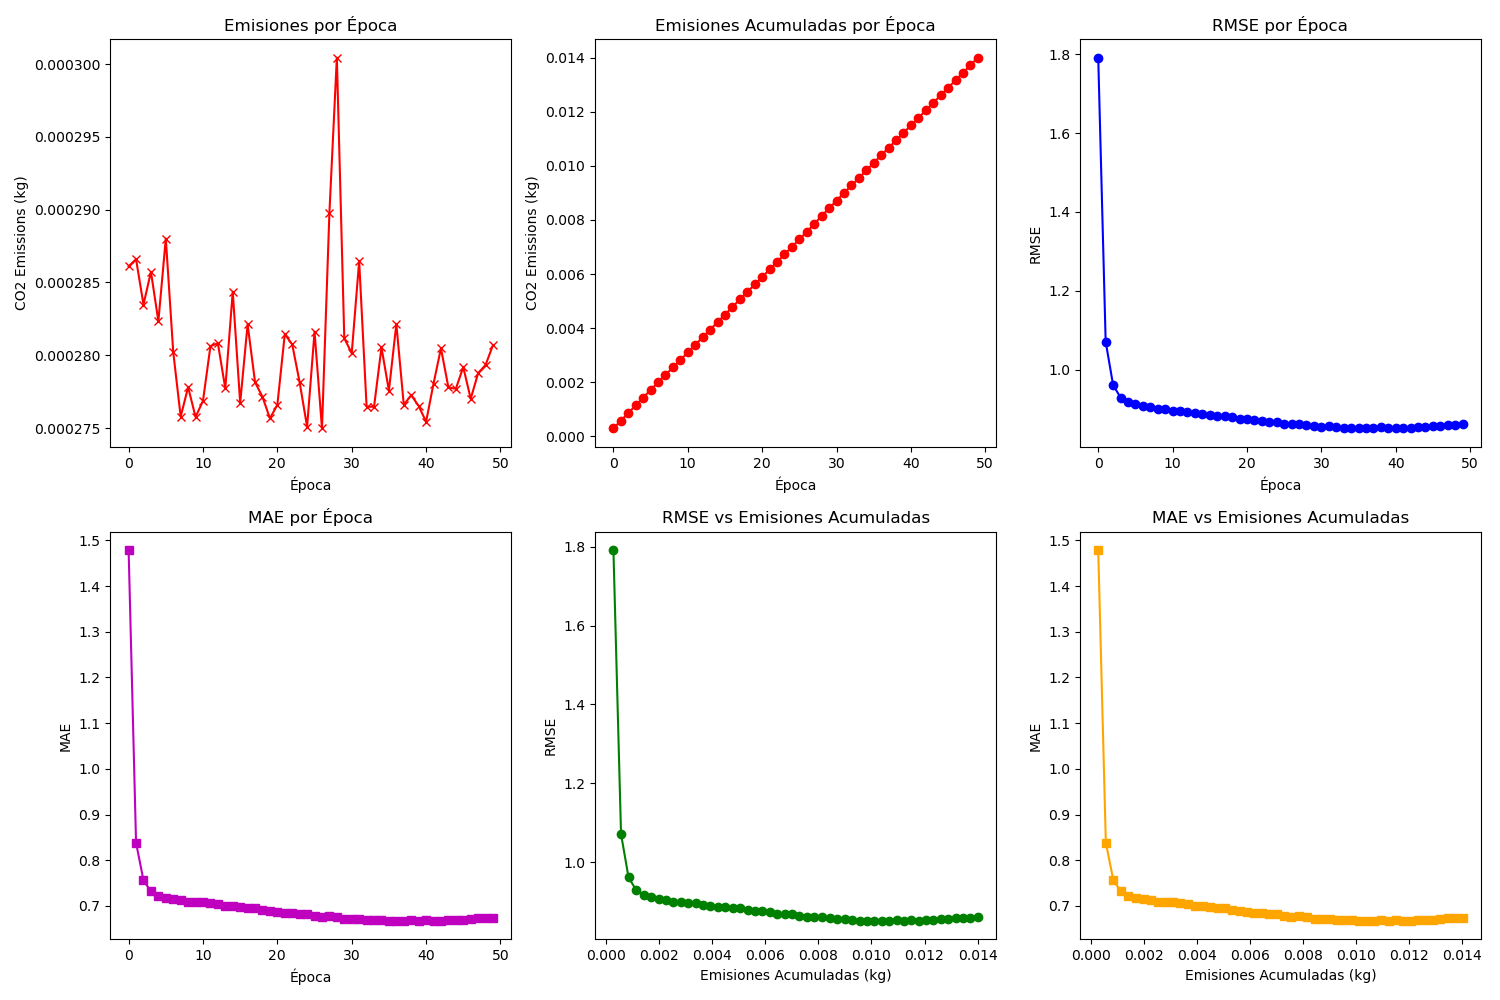 Emisiones por Época
CO2 Emissions (kg)
0.000300
0.000295
0.000290
0.000285
0.000280
0.000275
0 10 20 30 40 50
Época
Emisiones Acumuladas por Época
CO2 Emissions (kg)
0.014
0.012
0.010
0.008
0.006
0.004
0.002
0.000
0 10 20 30 40 50
Época
RMSE por Época
RMSE
1.8
1.6
1.4
1.2
1.0
0 10 20 30 40 50
Época
MAE por Época
MAE
1.5
1.4
1.3
1.2
1.1
1.0
0.9
0.8
0.7
0 10 20 30 40 50
Época
RMSE vs Emisiones Acumuladas
RMSE
1.8
1.6
1.4
1.2
1.0
0.000 0.002 0.004 0.006 0.008 0.010 0.012 0.014
Emisiones Acumuladas (kg)
MAE vs Emisiones Acumuladas
MAE
1.5
1.4
1.3
1.2
1.1
1.0
0.9
0.8
0.7
0.000 0.002 0.004 0.006 0.008 0.010 0.012 0.014
Emisiones Acumuladas (kg)